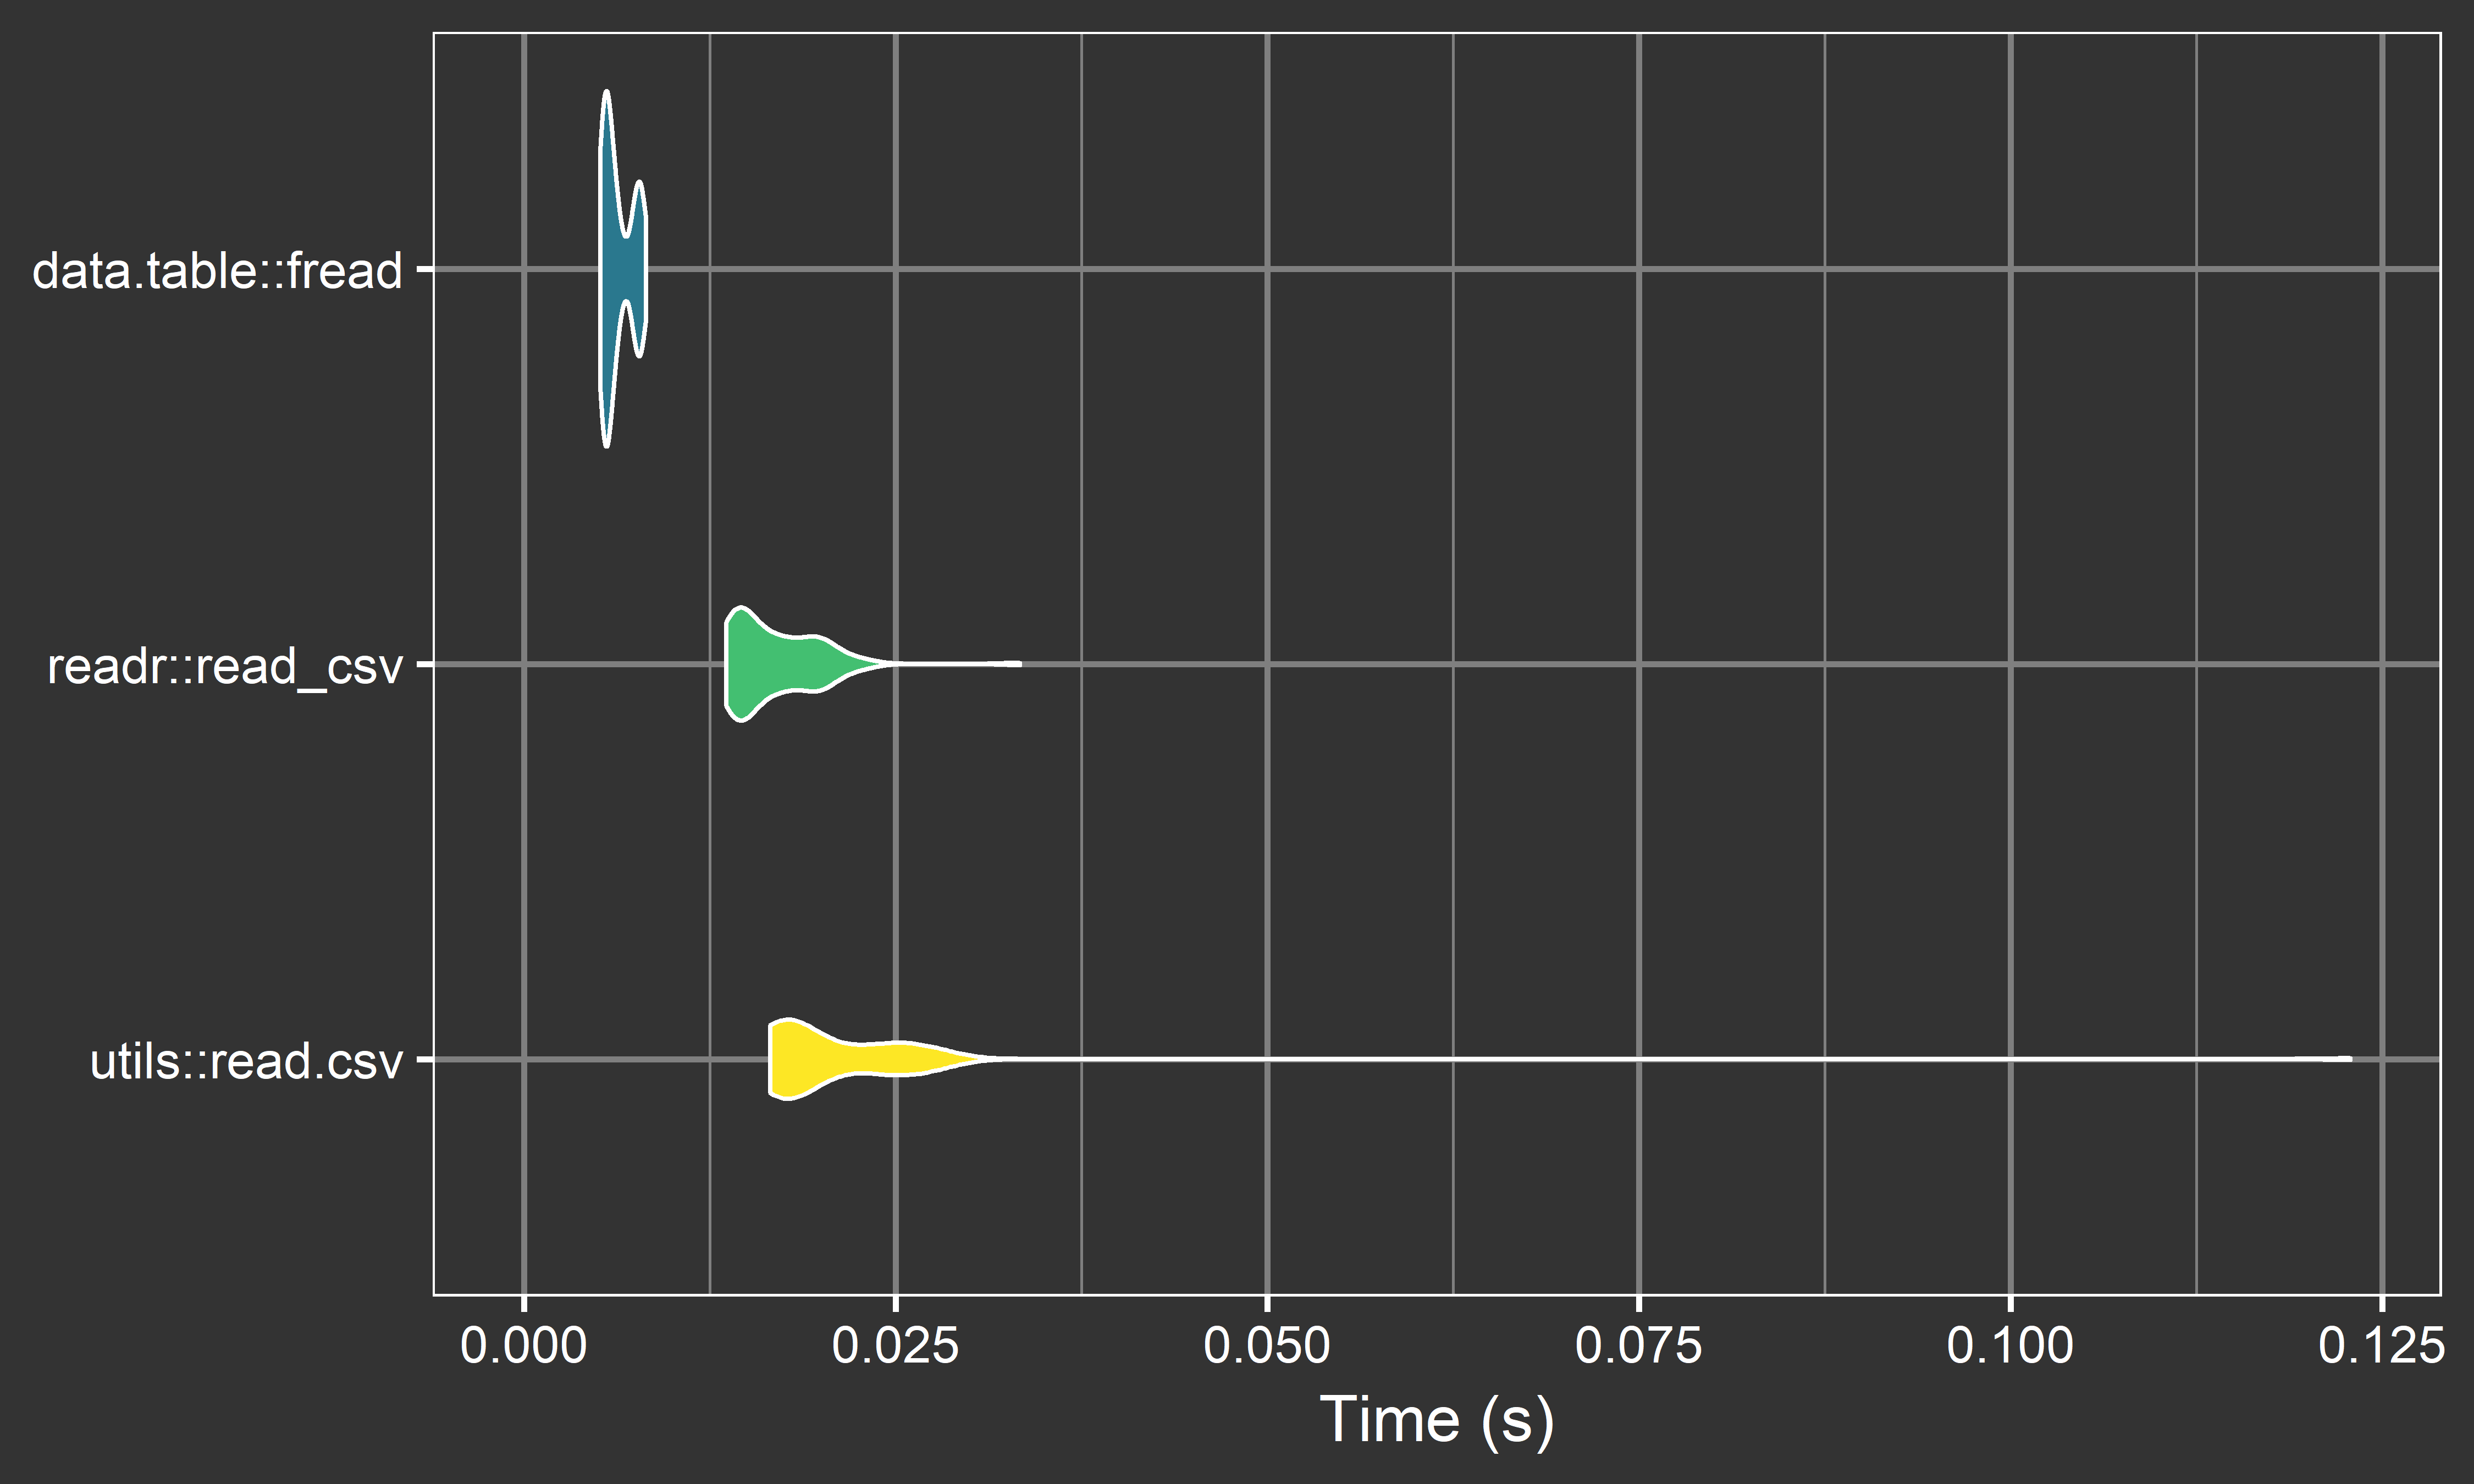 data.table::fread
readr::read_csv
utils::read.csv
0.000 0.025 0.050 0.075 0.100 0.125
Time (s)